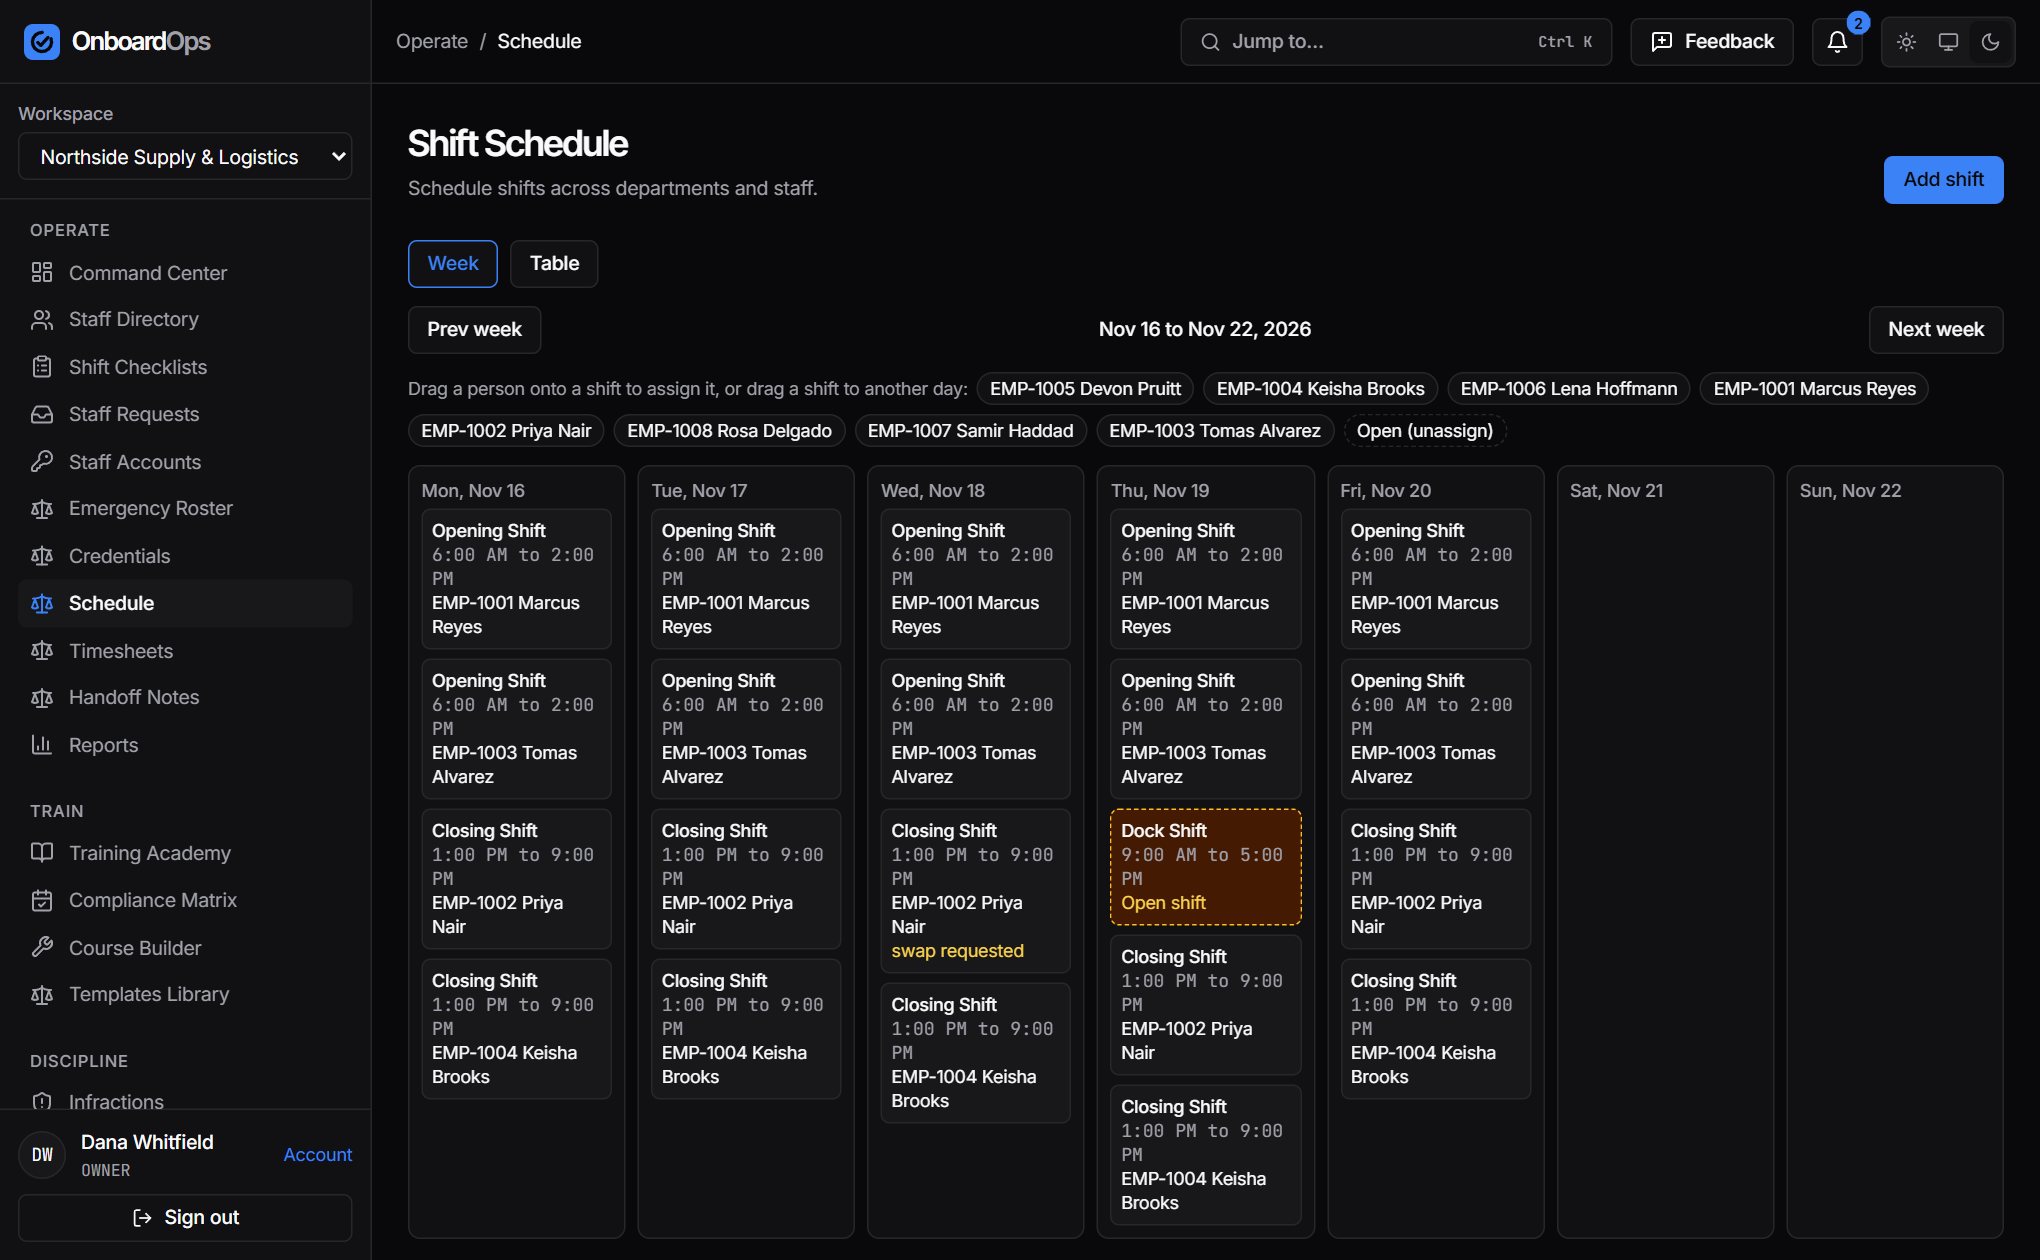 OnboardOps
Operate / Schedule
Jump to...
Ctrl K
Feedback
2
Workspace
Northside Supply & Logistics
OPERATE
Command Center
Staff Directory
Shift Checklists
Staff Requests
Staff Accounts
Emergency Roster
Credentials
Schedule
Timesheets
Handoff Notes
Reports
TRAIN
Training Academy
Compliance Matrix
Course Builder
Templates Library
DISCIPLINE
Infractions
DW
Dana Whitfield
OWNER
Account
Sign out
Shift Schedule
Schedule shifts across departments and staff.
Add shift
Week
Table
Prev week
Nov 16 to Nov 22, 2026
Next week
Drag a person onto a shift to assign it, or drag a shift to another day: EMP-1005 Devon Pruitt EMP-1004 Keisha Brooks EMP-1006 Lena Hoffmann EMP-1001 Marcus Reyes
EMP-1002 Priya Nair EMP-1008 Rosa Delgado EMP-1007 Samir Haddad EMP-1003 Tomas Alvarez Open (unassign)
Mon, Nov 16
Opening Shift
6:00 AM to 2:00
PM
EMP-1001 Marcus
Reyes
Opening Shift
6:00 AM to 2:00
PM
EMP-1003 Tomas
Alvarez
Closing Shift
1:00 PM to 9:00
PM
EMP-1002 Priya
Nair
Closing Shift
1:00 PM to 9:00
PM
EMP-1004 Keisha
Brooks
Tue, Nov 17
Opening Shift
6:00 AM to 2:00
PM
EMP-1001 Marcus
Reyes
Opening Shift
6:00 AM to 2:00
PM
EMP-1003 Tomas
Alvarez
Closing Shift
1:00 PM to 9:00
PM
EMP-1002 Priya
Nair
Closing Shift
1:00 PM to 9:00
PM
EMP-1004 Keisha
Brooks
Wed, Nov 18
Opening Shift
6:00 AM to 2:00
PM
EMP-1001 Marcus
Reyes
Opening Shift
6:00 AM to 2:00
PM
EMP-1003 Tomas
Alvarez
Closing Shift
1:00 PM to 9:00
PM
EMP-1002 Priya
Nair
swap requested
Closing Shift
1:00 PM to 9:00
PM
EMP-1004 Keisha
Brooks
Thu, Nov 19
Opening Shift
6:00 AM to 2:00
PM
EMP-1001 Marcus
Reyes
Opening Shift
6:00 AM to 2:00
PM
EMP-1003 Tomas
Alvarez
Dock Shift
9:00 AM to 5:00
PM
Open shift
Closing Shift
1:00 PM to 9:00
PM
EMP-1002 Priya
Nair
Closing Shift
1:00 PM to 9:00
PM
EMP-1004 Keisha
Brooks
Fri, Nov 20
Opening Shift
6:00 AM to 2:00
PM
EMP-1001 Marcus
Reyes
Opening Shift
6:00 AM to 2:00
PM
EMP-1003 Tomas
Alvarez
Closing Shift
1:00 PM to 9:00
PM
EMP-1002 Priya
Nair
Closing Shift
1:00 PM to 9:00
PM
EMP-1004 Keisha
Brooks
Sat, Nov 21
Sun, Nov 22